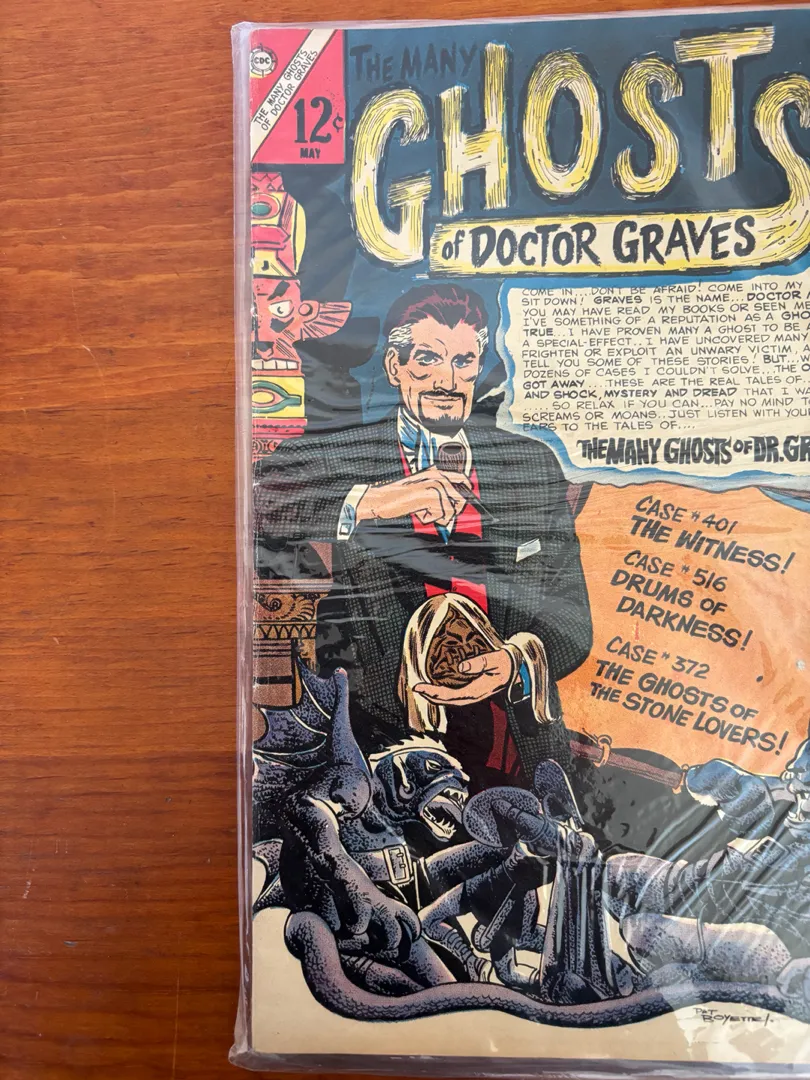 CDC
THE MANY GHOSTS
OF DOCTOR GRAVES
12¢
MAY
THE MANY
GHOSTS
of DOCTOR GRAVES
COME IN...DON'T BE AFRAID! COME INTO MY
SIT DOWN! GRAVES IS THE NAME...DOCTOR
YOU MAY HAVE READ MY BOOKS OR SEEN ME
I'VE SOMETHING OF A REPUTATION AS A GHO
TRUE...I HAVE PROVEN MANY A GHOST TO BE
A SPECIAL-EFFECT..I HAVE UNCOVERED MANY
FRIGHTEN OR EXPLOIT AN UNWARY VICTIM, A
TELL YOU SOME OF THESE STORIES! BUT...
DOZENS OF CASES I COULDN'T SOLVE...THE O
GOT AWAY...THESE ARE THE REAL TALES OF
AND SHOCK, MYSTERY AND DREAD THAT I WA
...SO RELAX IF YOU CAN...PAY NO MIND TO
SCREAMS OR MOANS...JUST LISTEN WITH YOUR
EARS TO THE TALES OF....
THE MANY GHOSTS OF DR. GR
CASE #401
THE WITNESS!
CASE #516
DRUMS OF
DARKNESS!
CASE #372
THE GHOSTS OF
THE STONE LOVERS!
PAT
BOYETTE/.